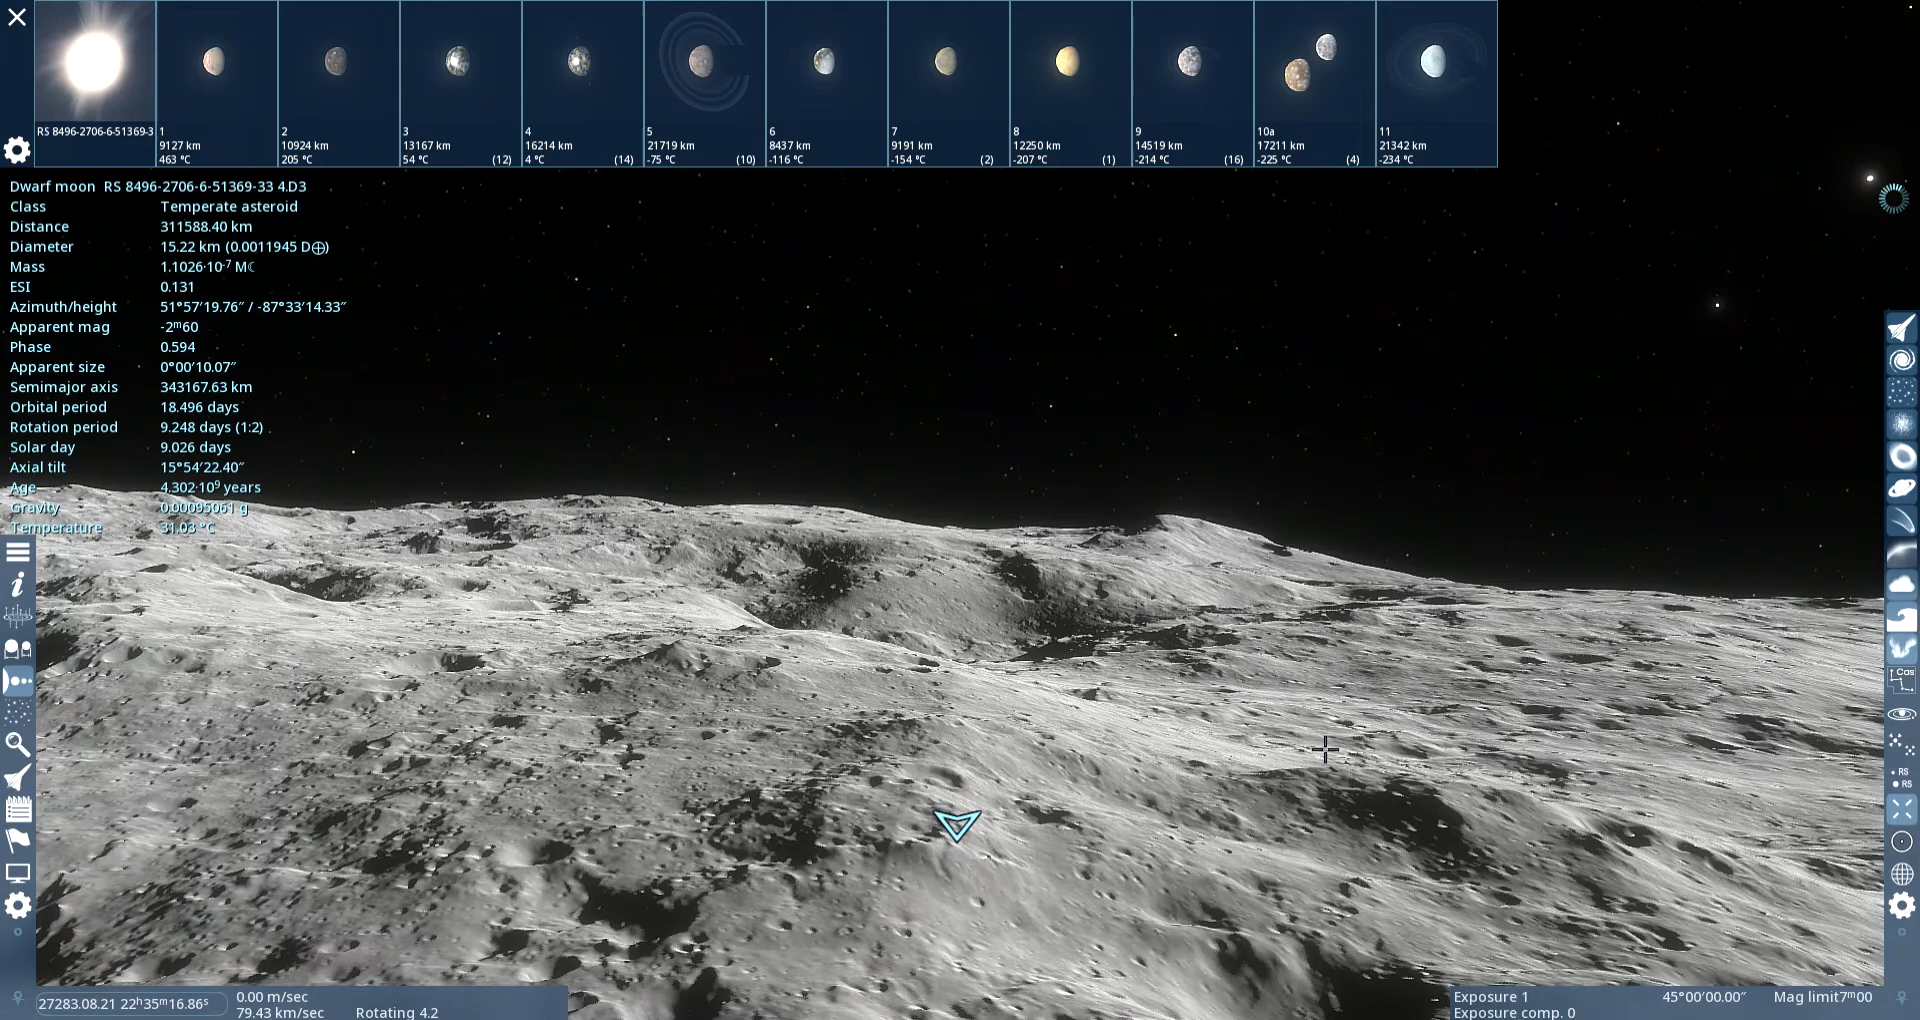 RS 8496-2706-6-51369-3
1
9127 km
463 °C
2
10924 km
205 °C
3
13167 km
54 °C (12)
4
16214 km
4 °C (14)
5
21719 km
-75 °C (10)
6
8437 km
-116 °C
7
9191 km
-154 °C (2)
8
12250 km
-207 °C (1)
9
14519 km
-214 °C (16)
10a
17211 km
-225 °C (4)
11
21342 km
-234 °C
Dwarf moon RS 8496-2706-6-51369-33 4.D3
Class Temperate asteroid
Distance 311588.40 km
Diameter 15.22 km (0.0011945 D⊕)
Mass 1.1026·10⁻⁷ M☾
ESI 0.131
Azimuth/height 51°57′19.76″ / -87°33′14.33″
Apparent mag -2ᵐ60
Phase 0.594
Apparent size 0°00′10.07″
Semimajor axis 343167.63 km
Orbital period 18.496 days
Rotation period 9.248 days (1:2)
Solar day 9.026 days
Axial tilt 15°54′22.40″
Age 4.302·10⁹ years
Gravity 0.00095061 g
Temperature 31.03 °C
Cas
RS
RS
27283.08.21 22ʰ35ᵐ16.86ˢ
0.00 m/sec
79.43 km/sec Rotating 4.2
Exposure 1 45°00′00.00″ Mag limit7ᵐ00
Exposure comp. 0